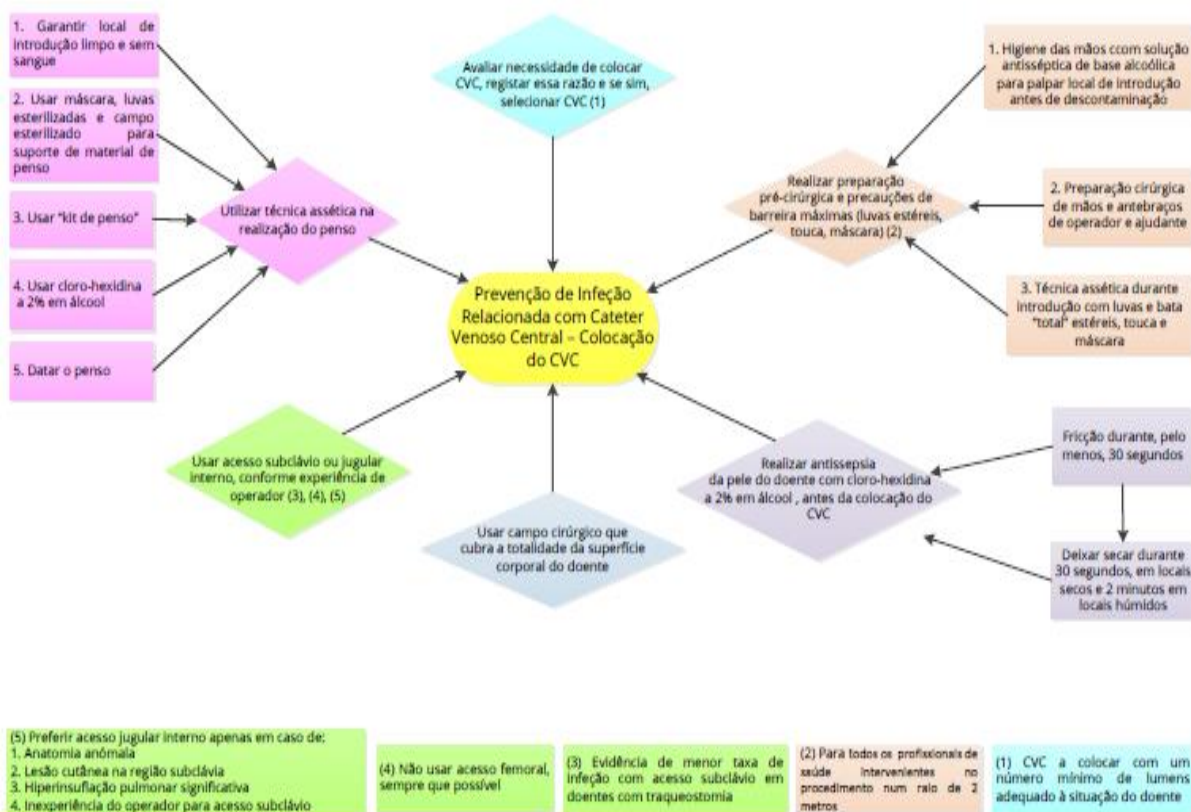 1. Garantir local de
introdução limpo e sem
sangue
2. Usar máscara, luvas
esterilizadas e campo
esterilizado para
suporte de material de
penso
3. Usar "kit de penso"
4. Usar cloro-hexidina
a 2% em álcool
5. Datar o penso
Utilizar técnica assética na
realização do penso
Avaliar necessidade de colocar
CVC, registar essa razão e se sim,
selecionar CVC (1)
Realizar preparação
pré-cirúrgica e precauções de
barreira máximas (luvas estéreis,
touca, máscara) (2)
1. Higiene das mãos ccom solução
antisséptica de base alcoólica
para palpar local de introdução
antes de descontaminação
2. Preparação cirúrgica
de mãos e antebraços
de operador e ajudante
3. Técnica assética durante
introdução com luvas e bata
"total" estéreis, touca e
máscara
Prevenção de Infeção
Relacionada com Cateter
Venoso Central – Colocação
do CVC
Usar acesso subclávio ou jugular
interno, conforme experiência de
operador (3), (4), (5)
Usar campo cirúrgico que
cubra a totalidade da superfície
corporal do doente
Realizar antissepsia
da pele do doente com cloro-hexidina
a 2% em álcool , antes da colocação do
CVC
Fricção durante, pelo
menos, 30 segundos
Deixar secar durante
30 segundos, em locais
secos e 2 minutos em
locais húmidos
(5) Preferir acesso jugular interno apenas em caso de:
1. Anatomia anómala
2. Lesão cutânea na região subclávia
3. Hiperinsuflação pulmonar significativa
4. Inexperiência do operador para acesso subclávio
(4) Não usar acesso femoral,
sempre que possível
(3) Evidência de menor taxa de
infeção com acesso subclávio em
doentes com traqueostomia
(2) Para todos os profissionais de
saúde intervenientes no
procedimento num raio de 2
metros
(1) CVC a colocar com um
número mínimo de lumens
adequado à situação do doente